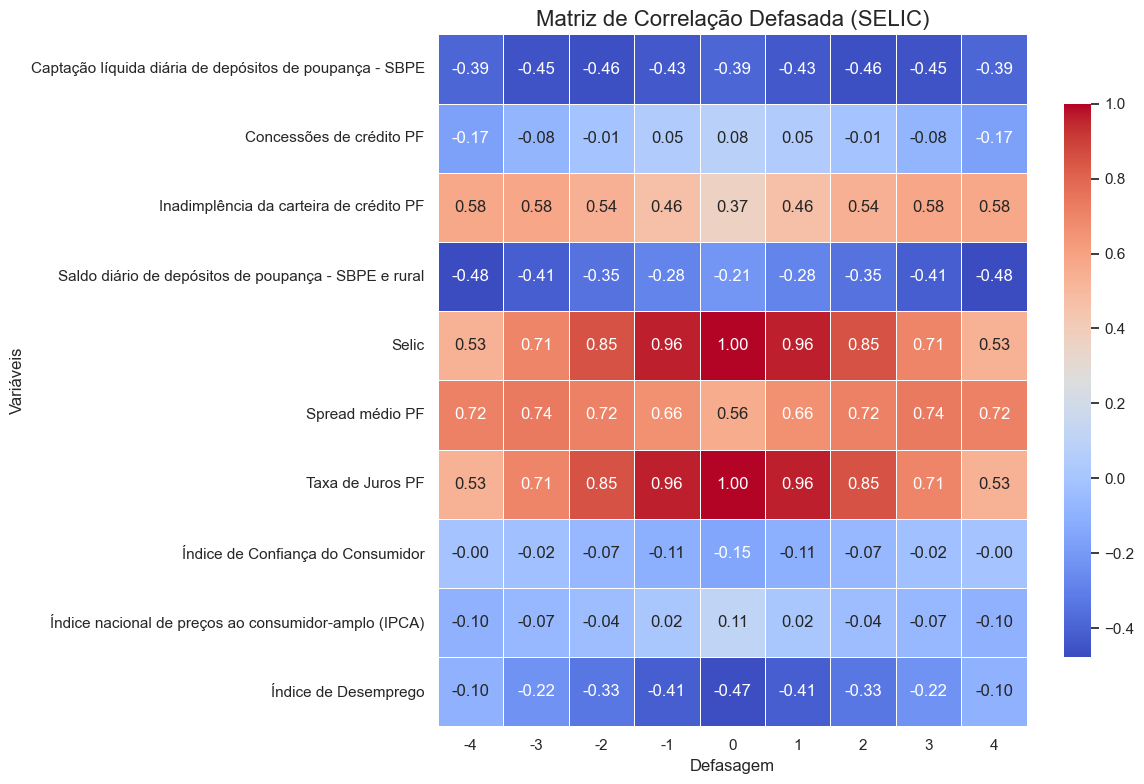 Matriz de Correlação Defasada (SELIC)
Variáveis
Captação líquida diária de depósitos de poupança - SBPE -0.39 -0.45 -0.46 -0.43 -0.39 -0.43 -0.46 -0.45 -0.39
Concessões de crédito PF -0.17 -0.08 -0.01 0.05 0.08 0.05 -0.01 -0.08 -0.17
Inadimplência da carteira de crédito PF 0.58 0.58 0.54 0.46 0.37 0.46 0.54 0.58 0.58
Saldo diário de depósitos de poupança - SBPE e rural -0.48 -0.41 -0.35 -0.28 -0.21 -0.28 -0.35 -0.41 -0.48
Selic 0.53 0.71 0.85 0.96 1.00 0.96 0.85 0.71 0.53
Spread médio PF 0.72 0.74 0.72 0.66 0.56 0.66 0.72 0.74 0.72
Taxa de Juros PF 0.53 0.71 0.85 0.96 1.00 0.96 0.85 0.71 0.53
Índice de Confiança do Consumidor -0.00 -0.02 -0.07 -0.11 -0.15 -0.11 -0.07 -0.02 -0.00
Índice nacional de preços ao consumidor-amplo (IPCA) -0.10 -0.07 -0.04 0.02 0.11 0.02 -0.04 -0.07 -0.10
Índice de Desemprego -0.10 -0.22 -0.33 -0.41 -0.47 -0.41 -0.33 -0.22 -0.10
-4 -3 -2 -1 0 1 2 3 4
Defasagem
1.0
0.8
0.6
0.4
0.2
0.0
−0.2
−0.4